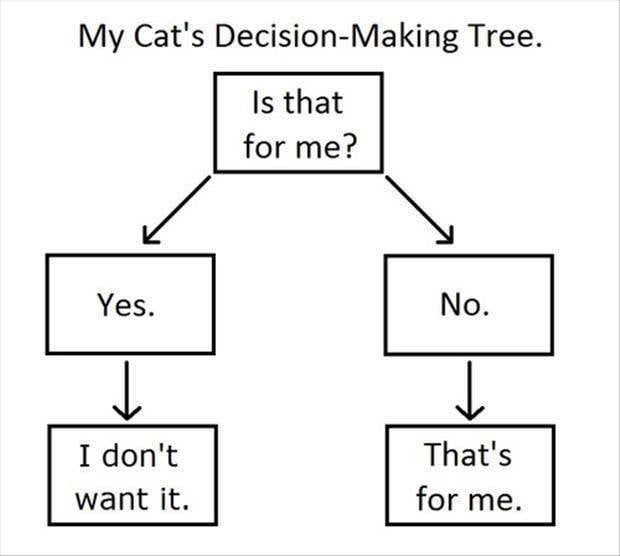 My Cat's Decision-Making Tree.
Is that
for me?
Yes.
No.
I don't
want it.
That's
for me.